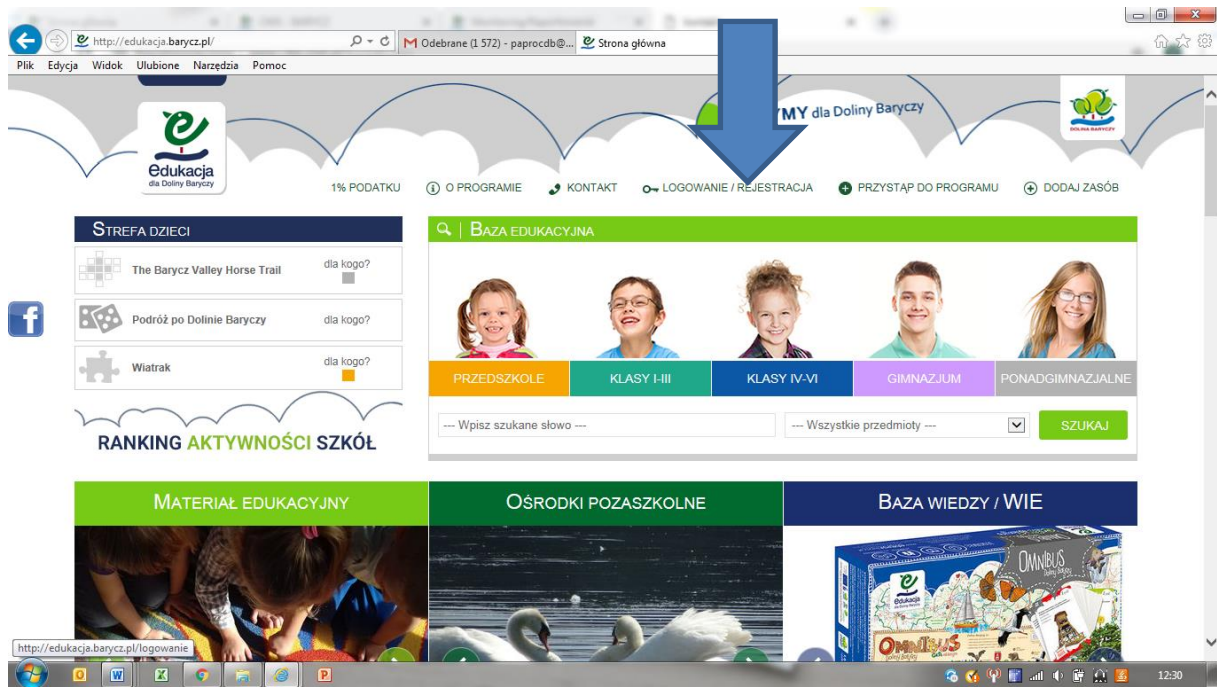 http://edukacja.barycz.pl/
Odebrane (1 572) - paprocdb@...
Strona główna
Plik Edycja Widok Ulubione Narzędzia Pomoc
edukacja
dla Doliny Baryczy
MY dla Doliny Baryczy
DOLINA BARYCZY
1% PODATKU
O PROGRAMIE
KONTAKT
LOGOWANIE / REJESTRACJA
PRZYSTĄP DO PROGRAMU
DODAJ ZASÓB
STREFA DZIECI
The Barycz Valley Horse Trail
dla kogo?
Podróż po Dolinie Baryczy
dla kogo?
Wiatrak
dla kogo?
RANKING AKTYWNOŚCI SZKÓŁ
BAZA EDUKACYJNA
PRZEDSZKOLE
KLASY I-III
KLASY IV-VI
GIMNAZJUM
PONADGIMNAZJALNE
--- Wpisz szukane słowo ---
--- Wszystkie przedmioty ---
SZUKAJ
MATERIAŁ EDUKACYJNY
OŚRODKI POZASZKOLNE
BAZA WIEDZY / WIE
OMNIBUS
edukacja
OMNIBUS
http://edukacja.barycz.pl/logowanie
12:30